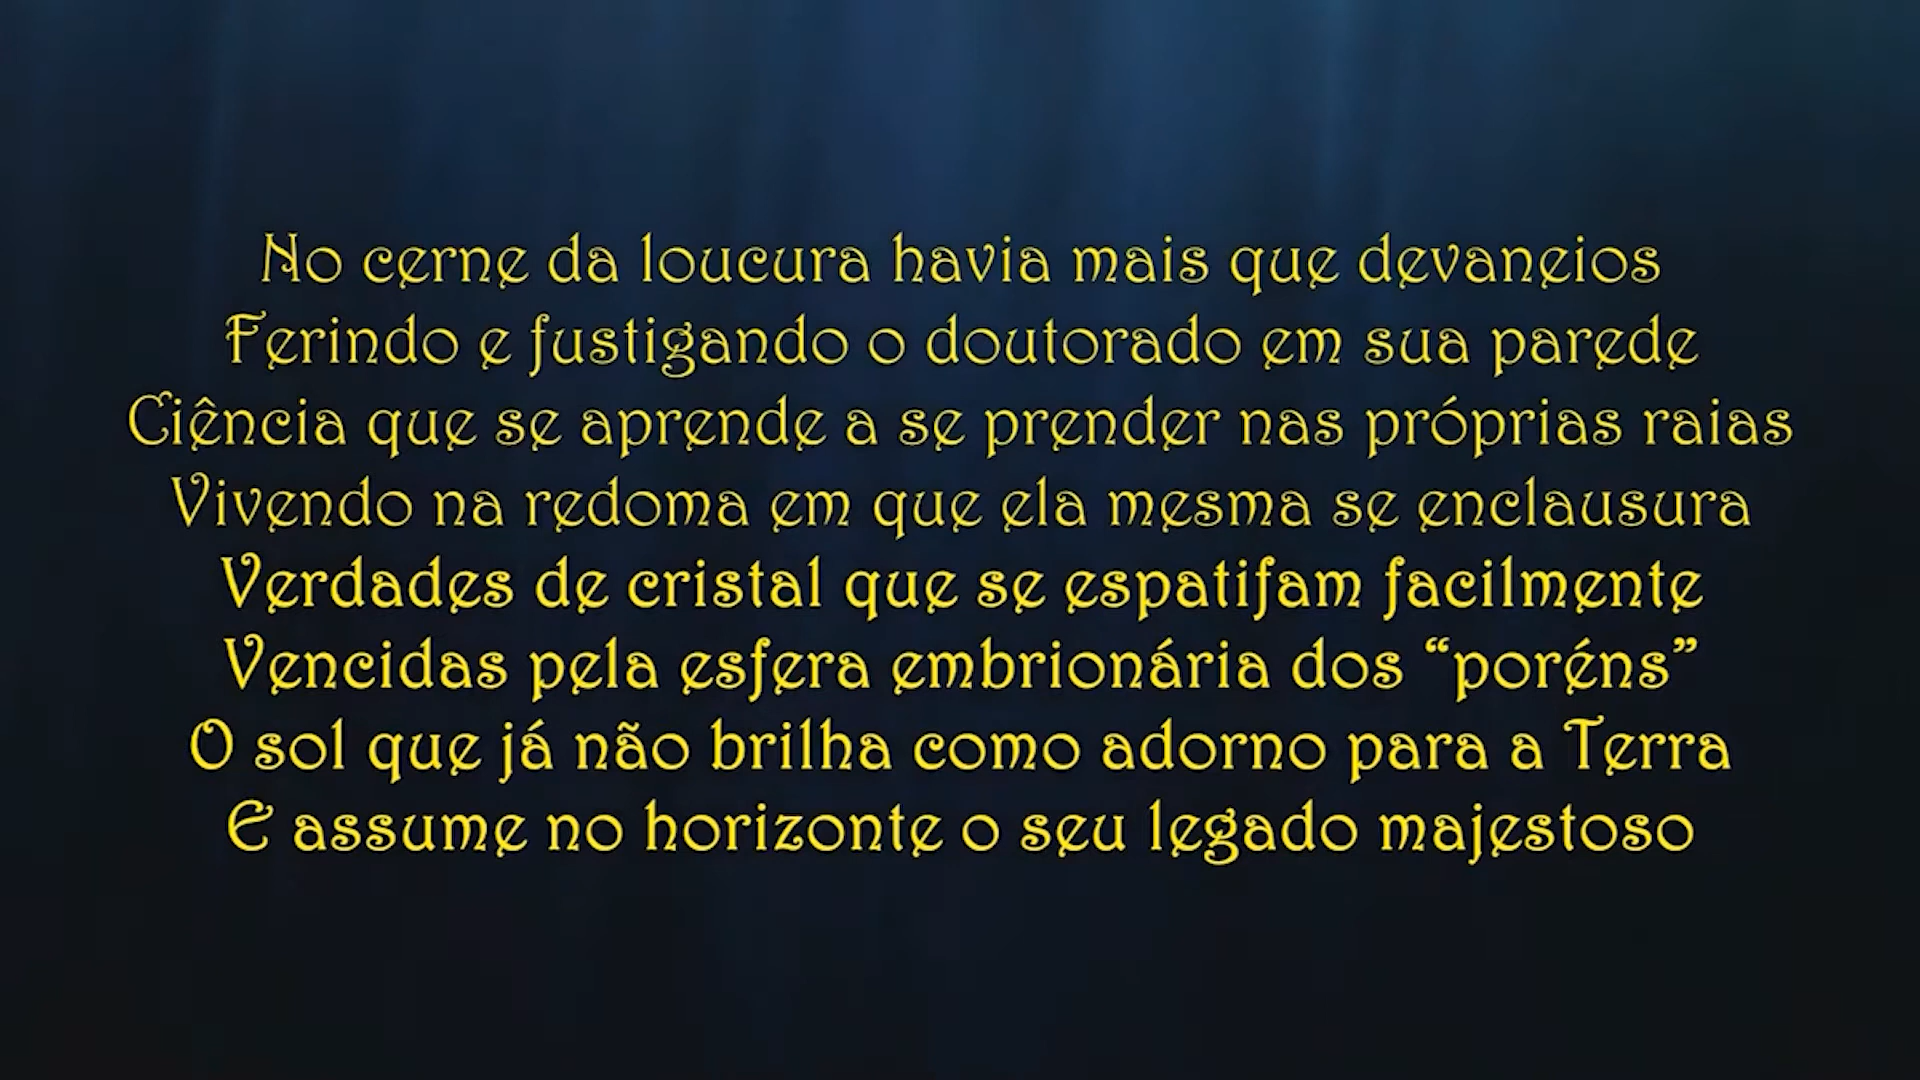 No cerne da loucura havia mais que devaneios
Ferindo e fustigando o doutorado em sua parede
Ciência que se aprende a se prender nas próprias raias
Vivendo na redoma em que ela mesma se enclausura
Verdades de cristal que se espatifam facilmente
Vencidas pela esfera embrionária dos “poréns”
O sol que já não brilha como adorno para a Terra
E assume no horizonte o seu legado majestoso